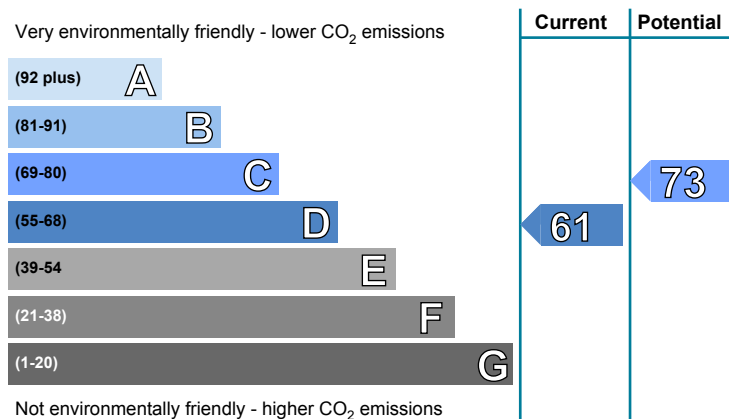 Current Potential
Very environmentally friendly - lower CO₂ emissions
(92 plus) A
(81-91) B
(69-80) C
73
(55-68) D
61
(39-54 E
(21-38) F
(1-20) G
Not environmentally friendly - higher CO₂ emissions